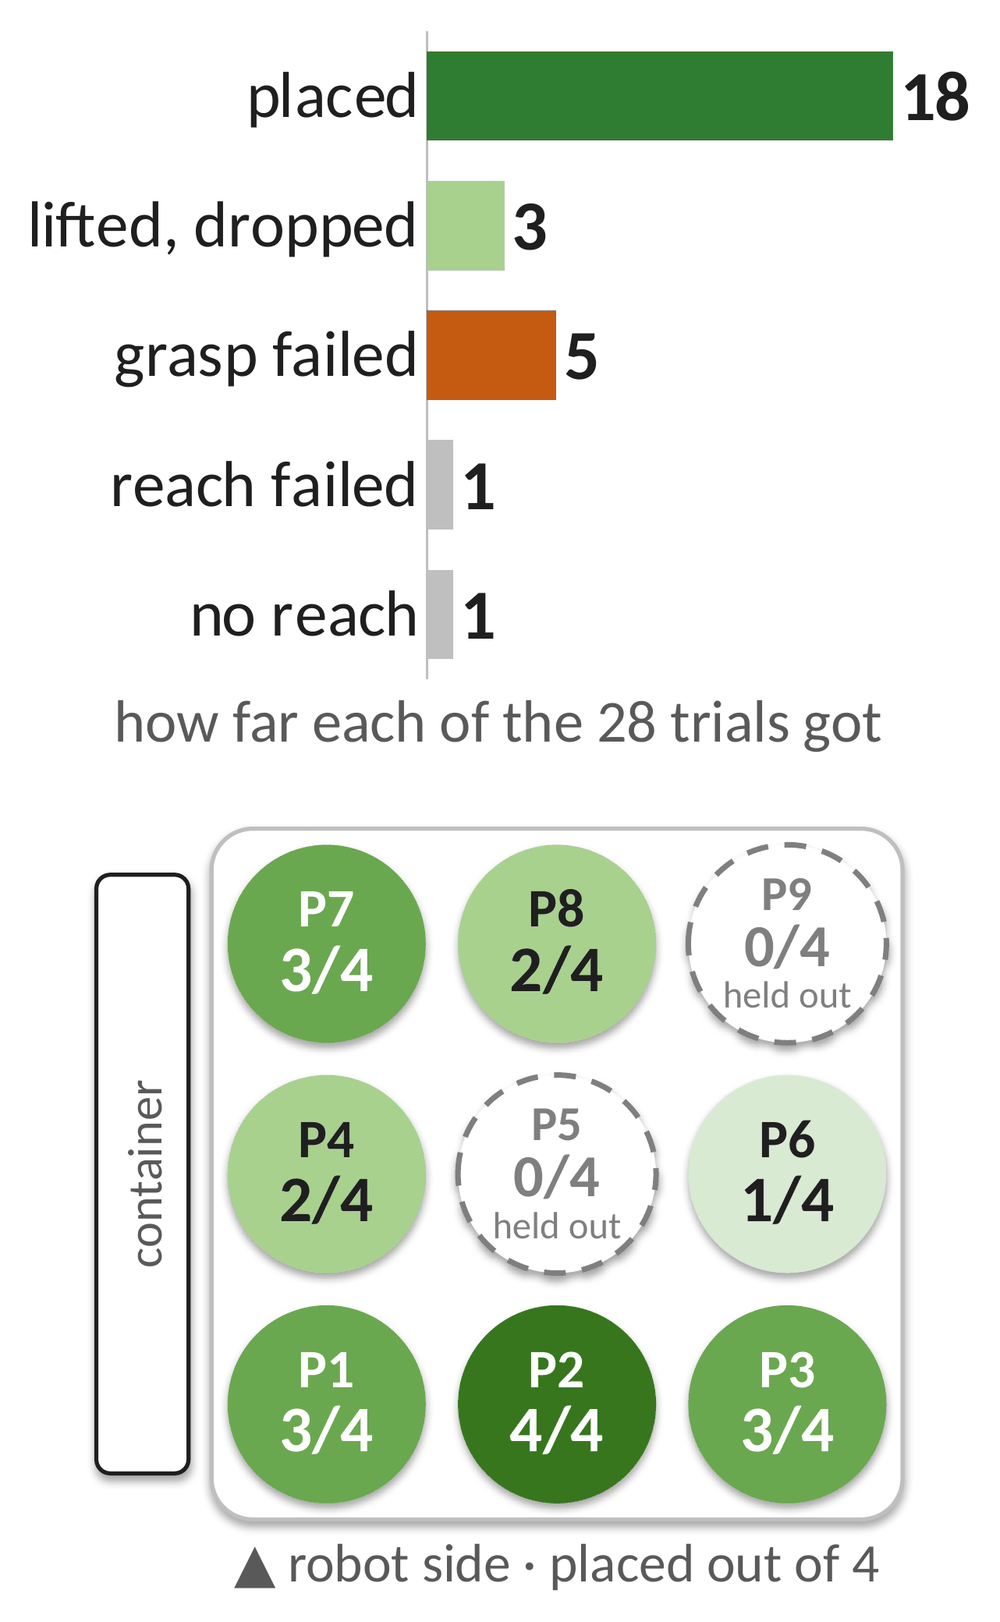 placed 18
lifted, dropped 3
grasp failed 5
reach failed 1
no reach 1
how far each of the 28 trials got
container
P7
3/4
P8
2/4
P9
0/4
held out
P4
2/4
P5
0/4
held out
P6
1/4
P1
3/4
P2
4/4
P3
3/4
▲ robot side · placed out of 4